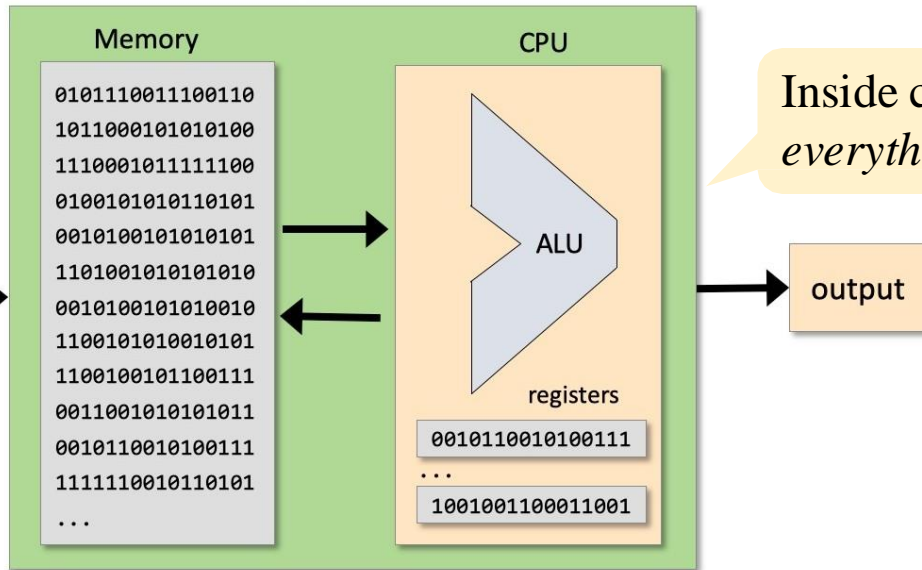 Memory
0101110011100110
1011000101010100
1110001011111100
0100101010110101
0010100101010101
1101001010101010
0010100101010010
1100101010010101
1100100101100111
0011001010101011
0010110010100111
1111110010110101
...
CPU
ALU
registers
0010110010100111
...
1001001100011001
Inside c
everyth
output